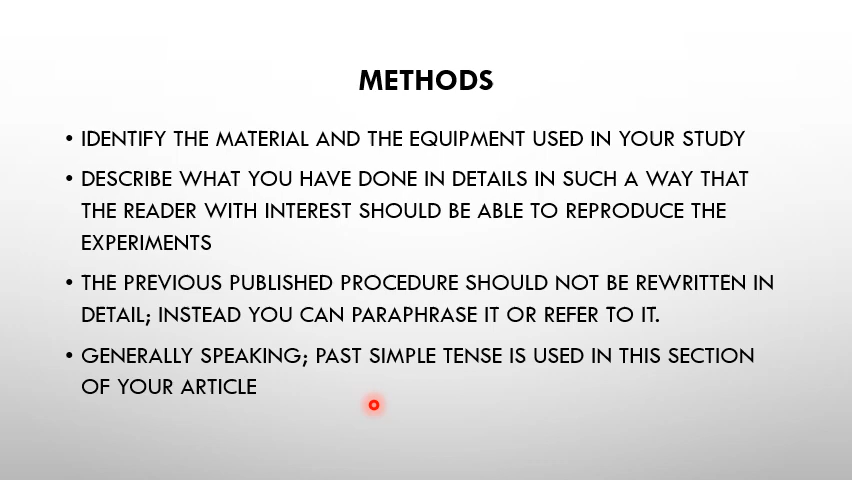 METHODS
• IDENTIFY THE MATERIAL AND THE EQUIPMENT USED IN YOUR STUDY
• DESCRIBE WHAT YOU HAVE DONE IN DETAILS IN SUCH A WAY THAT
THE READER WITH INTEREST SHOULD BE ABLE TO REPRODUCE THE
EXPERIMENTS
• THE PREVIOUS PUBLISHED PROCEDURE SHOULD NOT BE REWRITTEN IN
DETAIL; INSTEAD YOU CAN PARAPHRASE IT OR REFER TO IT.
• GENERALLY SPEAKING; PAST SIMPLE TENSE IS USED IN THIS SECTION
OF YOUR ARTICLE